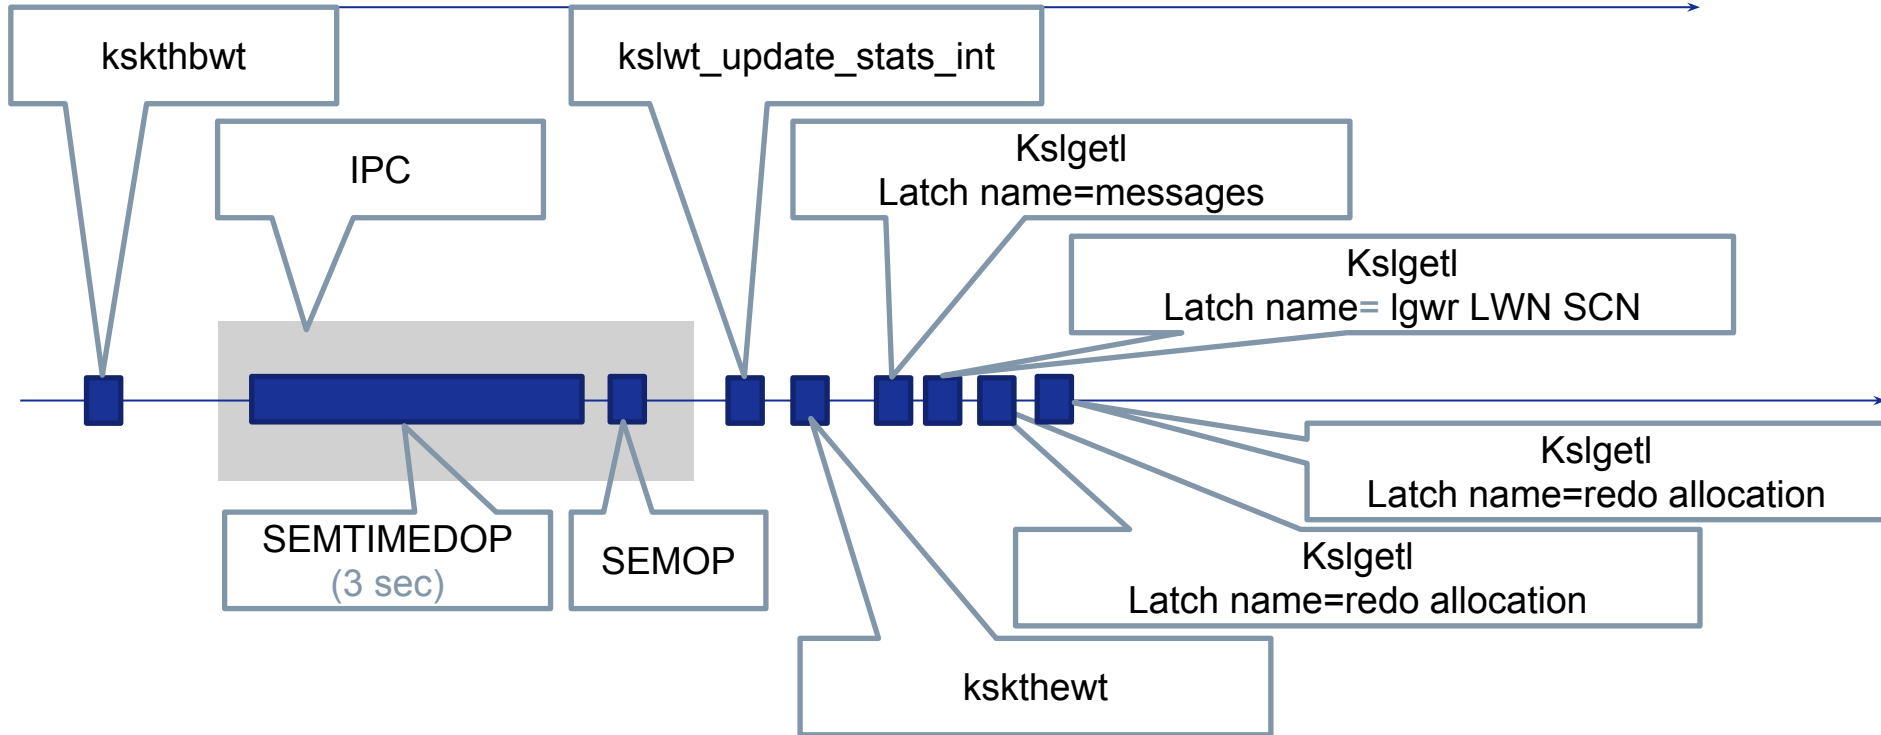 kskthbwt
kslwt_update_stats_int
IPC
Kslgetl
Latch name=messages
Kslgetl
Latch name= lgwr LWN SCN
Kslgetl
Latch name=redo allocation
SEMTIMEDOP
(3 sec)
SEMOP
Kslgetl
Latch name=redo allocation
kskthewt